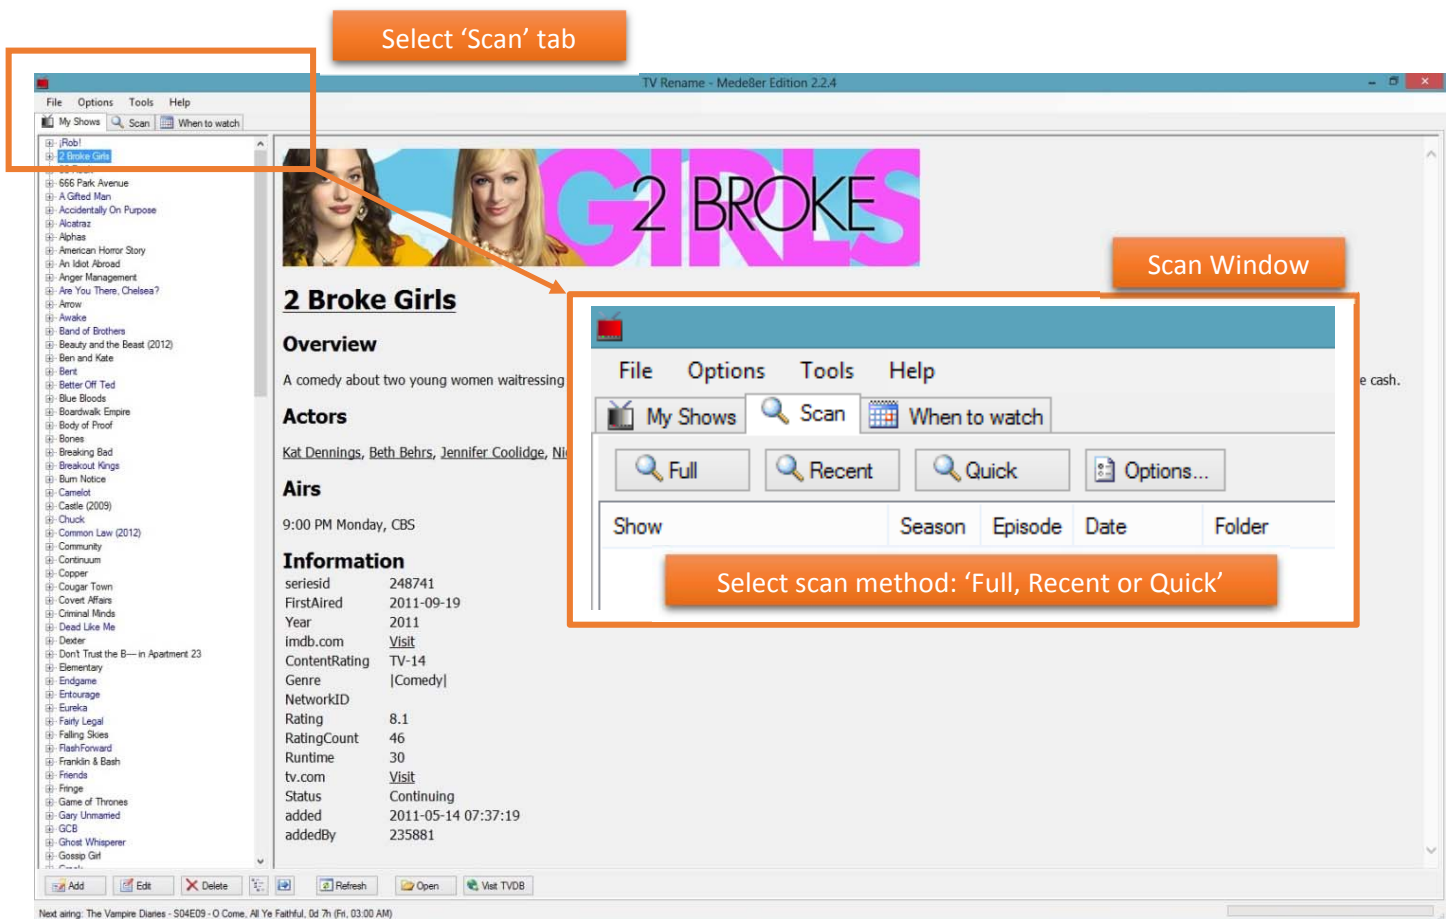 Select ‘Scan’ tab
TV Rename - Medeßer Edition 2.2.4
File Options Tools Help
My Shows Scan When to watch
¡Rob!
2 Broke Girls
666 Park Avenue
A Gifted Man
Accidentally On Purpose
Alcatraz
Alphas
American Horror Story
An Idiot Abroad
Anger Management
Are You There, Chelsea?
Arrow
Awake
Band of Brothers
Beauty and the Beast (2012)
Ben and Kate
Bent
Better Off Ted
Blue Bloods
Boardwalk Empire
Body of Proof
Bones
Breaking Bad
Breakout Kings
Burn Notice
Camelot
Castle (2009)
Chuck
Common Law (2012)
Community
Continuum
Copper
Cougar Town
Covert Affairs
Criminal Minds
Dead Like Me
Dexter
Don't Trust the B— in Apartment 23
Elementary
Endgame
Entourage
Eureka
Fairly Legal
Falling Skies
FlashForward
Franklin & Bash
Friends
Fringe
Game of Thrones
Gary Unmarried
GCB
Ghost Whisperer
Gossip Girl
2 BROKE
GIRLS
2 Broke Girls
Overview
A comedy about two young women waitressing
e cash.
Actors
Kat Dennings, Beth Behrs, Jennifer Coolidge, Ni
Airs
9:00 PM Monday, CBS
Information
seriesid 248741
FirstAired 2011-09-19
Year 2011
imdb.com Visit
ContentRating TV-14
Genre |Comedy|
NetworkID
Rating 8.1
RatingCount 46
Runtime 30
tv.com Visit
Status Continuing
added 2011-05-14 07:37:19
addedBy 235881
Scan Window
File Options Tools Help
My Shows Scan When to watch
Full Recent Quick Options...
Show Season Episode Date Folder
Select scan method: ‘Full, Recent or Quick’
Add Edit Delete Refresh Open Visit TVDB
Next airing: The Vampire Diaries - S04E09 - O Come, All Ye Faithful, 0d 7h (Fri, 03:00 AM)